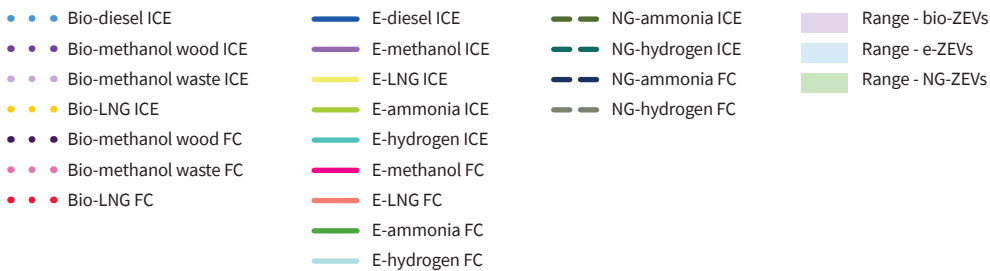 Bio-diesel ICE
Bio-methanol wood ICE
Bio-methanol waste ICE
Bio-LNG ICE
Bio-methanol wood FC
Bio-methanol waste FC
Bio-LNG FC
E-diesel ICE
E-methanol ICE
E-LNG ICE
E-ammonia ICE
E-hydrogen ICE
E-methanol FC
E-LNG FC
E-ammonia FC
E-hydrogen FC
NG-ammonia ICE
NG-hydrogen ICE
NG-ammonia FC
NG-hydrogen FC
Range - bio-ZEVs
Range - e-ZEVs
Range - NG-ZEVs